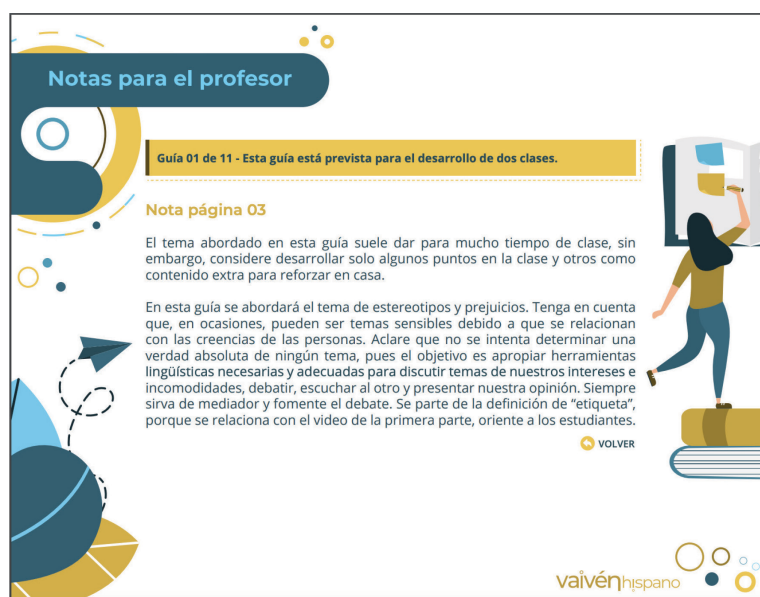 Notas para el profesor
Guía 01 de 11 - Esta guía está prevista para el desarrollo de dos clases.
Nota página 03
El tema abordado en esta guía suele dar para mucho tiempo de clase, sin
embargo, considere desarrollar solo algunos puntos en la clase y otros como
contenido extra para reforzar en casa.
En esta guía se abordará el tema de estereotipos y prejuicios. Tenga en cuenta
que, en ocasiones, pueden ser temas sensibles debido a que se relacionan
con las creencias de las personas. Aclare que no se intenta determinar una
verdad absoluta de ningún tema, pues el objetivo es apropiar herramientas
lingüísticas necesarias y adecuadas para discutir temas de nuestros intereses e
incomodidades, debatir, escuchar al otro y presentar nuestra opinión. Siempre
sirva de mediador y fomente el debate. Se parte de la definición de “etiqueta”,
porque se relaciona con el video de la primera parte, oriente a los estudiantes.
VOLVER
vaivén hispano